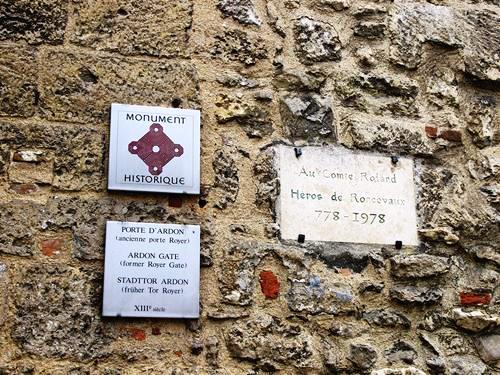 MONUMENT
HISTORIQUE
PORTE D'ARDON
(ancienne porte Royer)
ARDON GATE
(former Royer Gate)
STADTTOR ARDON
(früher Tor Royer)
XIIIe siècle
Au Comte Roland
Heros de Roncevaux
778-1978